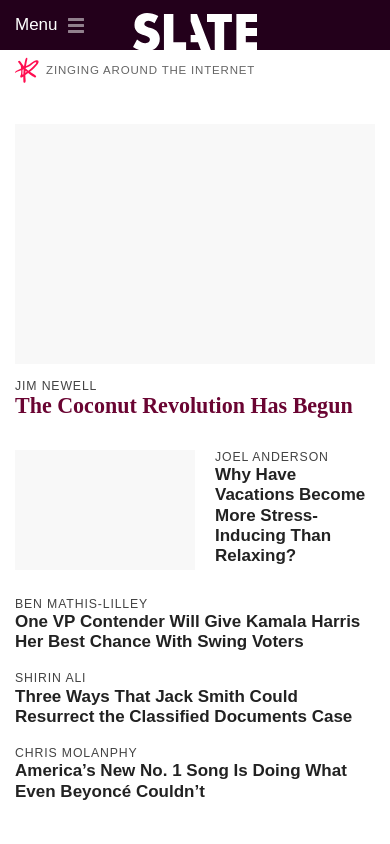 Menu
SLATE
ZINGING AROUND THE INTERNET
JIM NEWELL
The Coconut Revolution Has Begun
JOEL ANDERSON
Why Have
Vacations Become
More Stress-
Inducing Than
Relaxing?
BEN MATHIS-LILLEY
One VP Contender Will Give Kamala Harris
Her Best Chance With Swing Voters
SHIRIN ALI
Three Ways That Jack Smith Could
Resurrect the Classified Documents Case
CHRIS MOLANPHY
America’s New No. 1 Song Is Doing What
Even Beyoncé Couldn’t